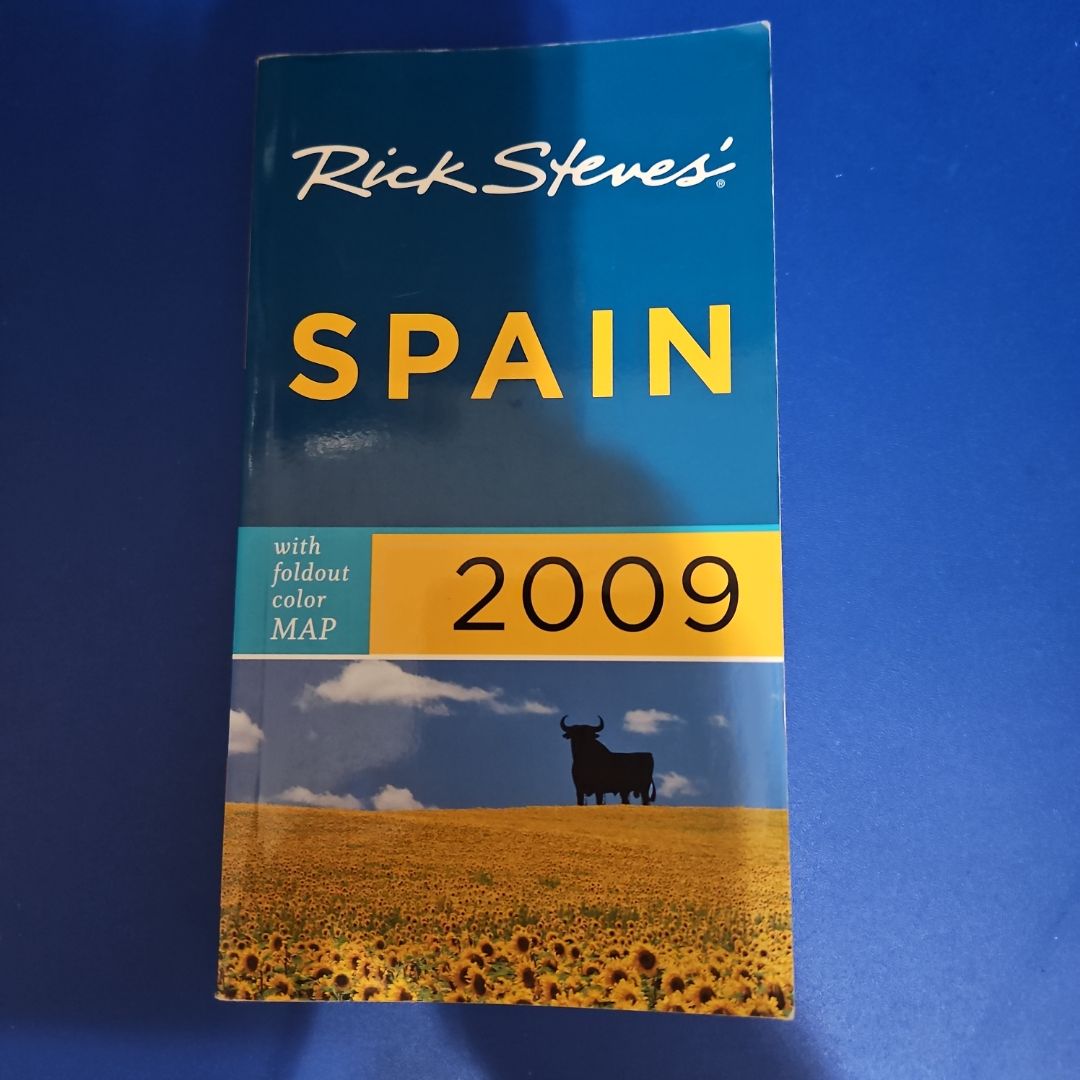 Rick Steves'®
SPAIN
with
foldout
color
MAP
2009